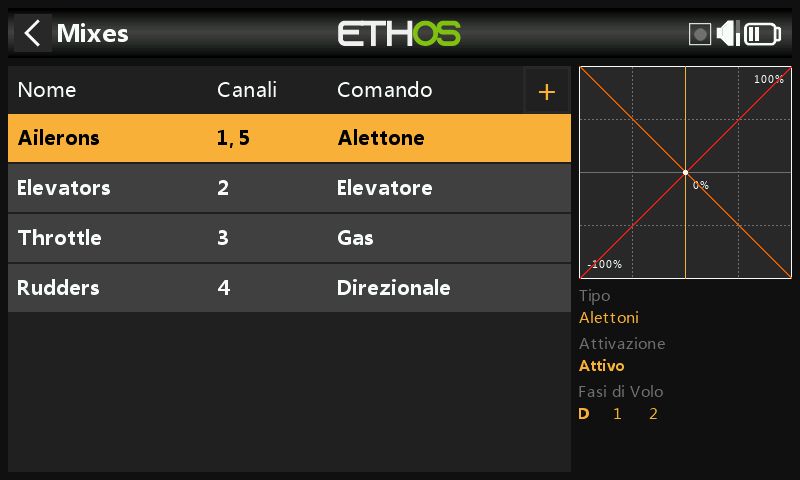 Mixes
ETHOS
Nome Canali Comando +
Ailerons 1, 5 Alettone
Elevators 2 Elevatore
Throttle 3 Gas
Rudders 4 Direzionale
100%
0%
-100%
Tipo
Alettoni
Attivazione
Attivo
Fasi di Volo
D 1 2